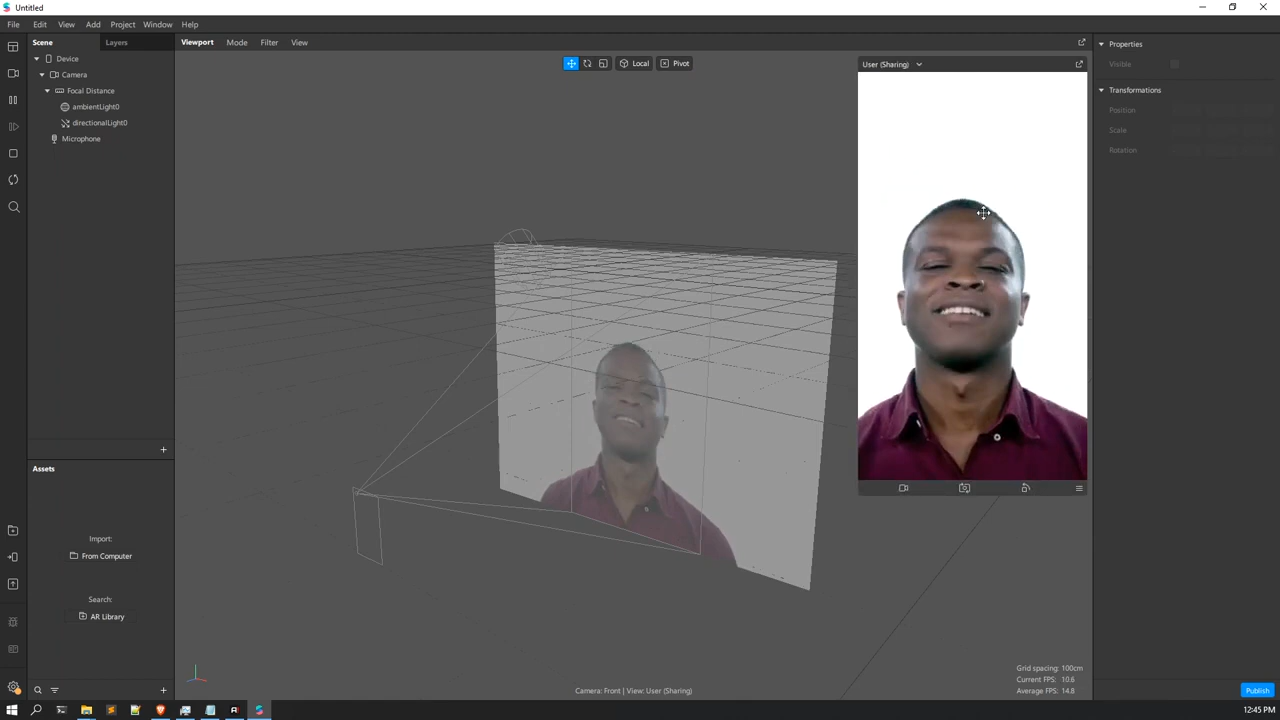 Untitled
File Edit View Add Project Window Help
Scene Layers
Device
Camera
Focal Distance
ambientLight0
directionalLight0
Microphone
Assets
Import:
From Computer
Search:
AR Library
Viewport Mode Filter View
Local Pivot
User (Sharing)
Grid spacing: 100cm
Current FPS: 10.6
Average FPS: 14.8
Camera: Front | View: User (Sharing)
Properties
Visible
Transformations
Position
Scale
Rotation
Publish
12:45 PM